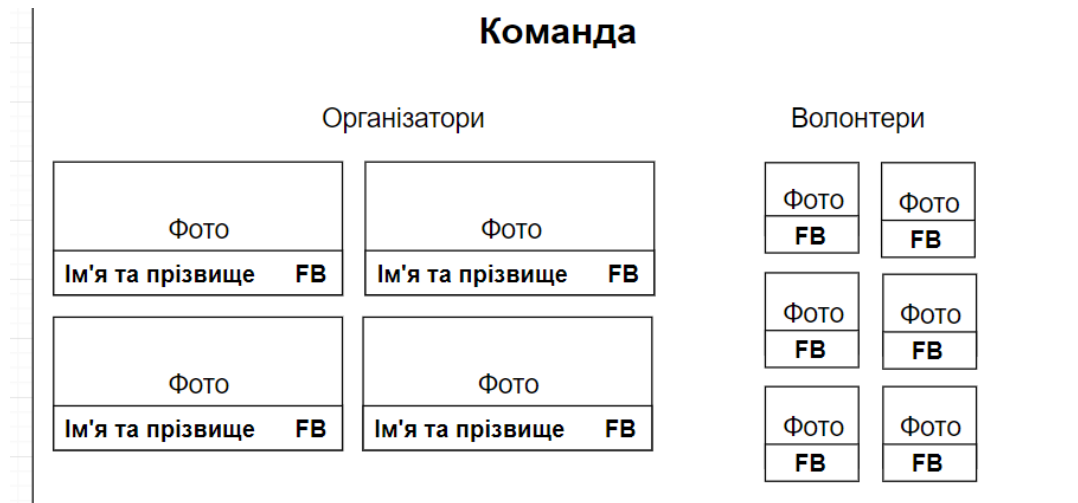 Команда
Організатори
Волонтери
Фото
Ім'я та прізвище FB
Фото
Ім'я та прізвище FB
Фото
Ім'я та прізвище FB
Фото
Ім'я та прізвище FB
Фото
FB
Фото
FB
Фото
FB
Фото
FB
Фото
FB
Фото
FB